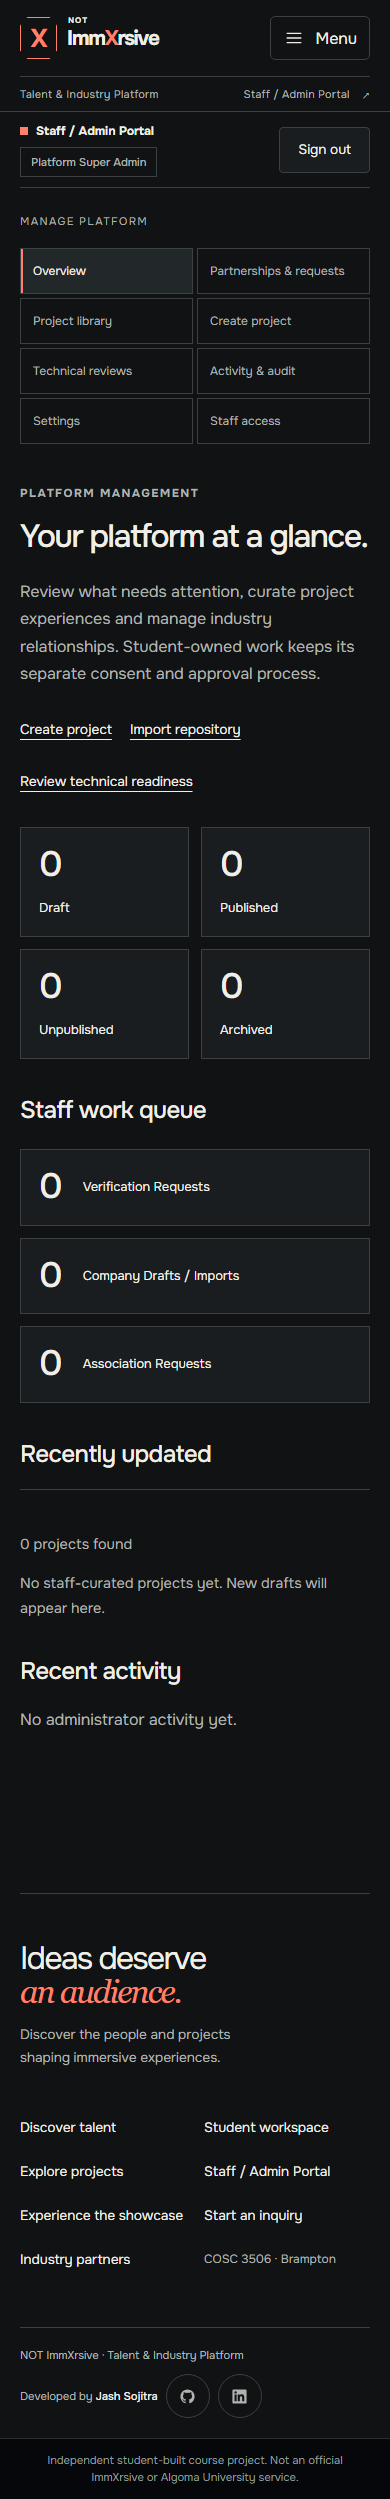 X
NOT
ImmXrsive
Menu
Talent & Industry Platform
Staff / Admin Portal ↗
Staff / Admin Portal
Platform Super Admin
Sign out
MANAGE PLATFORM
Overview
Partnerships & requests
Project library
Create project
Technical reviews
Activity & audit
Settings
Staff access
PLATFORM MANAGEMENT
Your platform at a glance.
Review what needs attention, curate project
experiences and manage industry
relationships. Student-owned work keeps its
separate consent and approval process.
Create project
Import repository
Review technical readiness
0
Draft
0
Published
0
Unpublished
0
Archived
Staff work queue
0 Verification Requests
0 Company Drafts / Imports
0 Association Requests
Recently updated
0 projects found
No staff-curated projects yet. New drafts will
appear here.
Recent activity
No administrator activity yet.
Ideas deserve
an audience.
Discover the people and projects
shaping immersive experiences.
Discover talent
Student workspace
Explore projects
Staff / Admin Portal
Experience the showcase
Start an inquiry
Industry partners
COSC 3506 · Brampton
NOT ImmXrsive · Talent & Industry Platform
Developed by Jash Sojitra
in
Independent student-built course project. Not an official
ImmXrsive or Algoma University service.